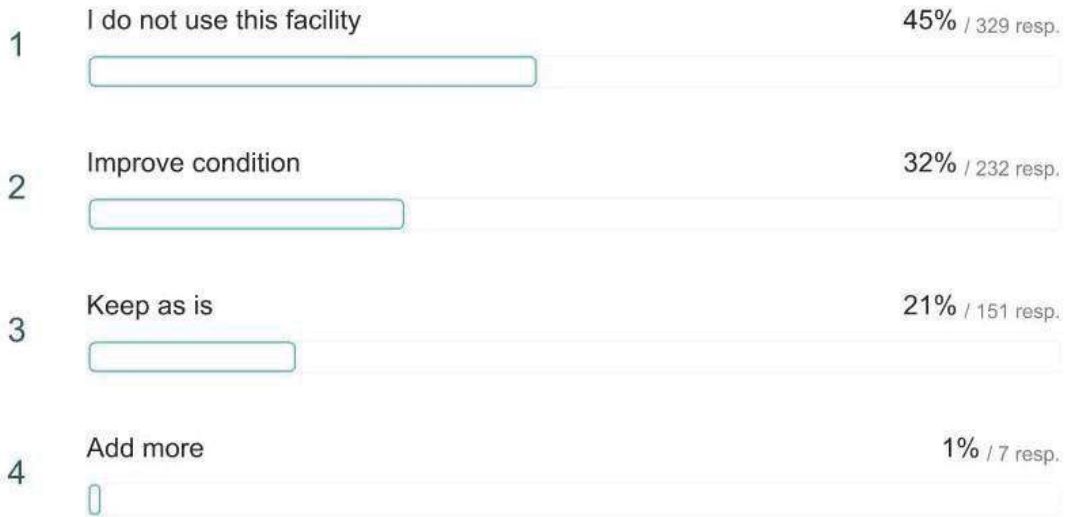 1 I do not use this facility 45% / 329 resp.
2 Improve condition 32% / 232 resp.
3 Keep as is 21% / 151 resp.
4 Add more 1% / 7 resp.